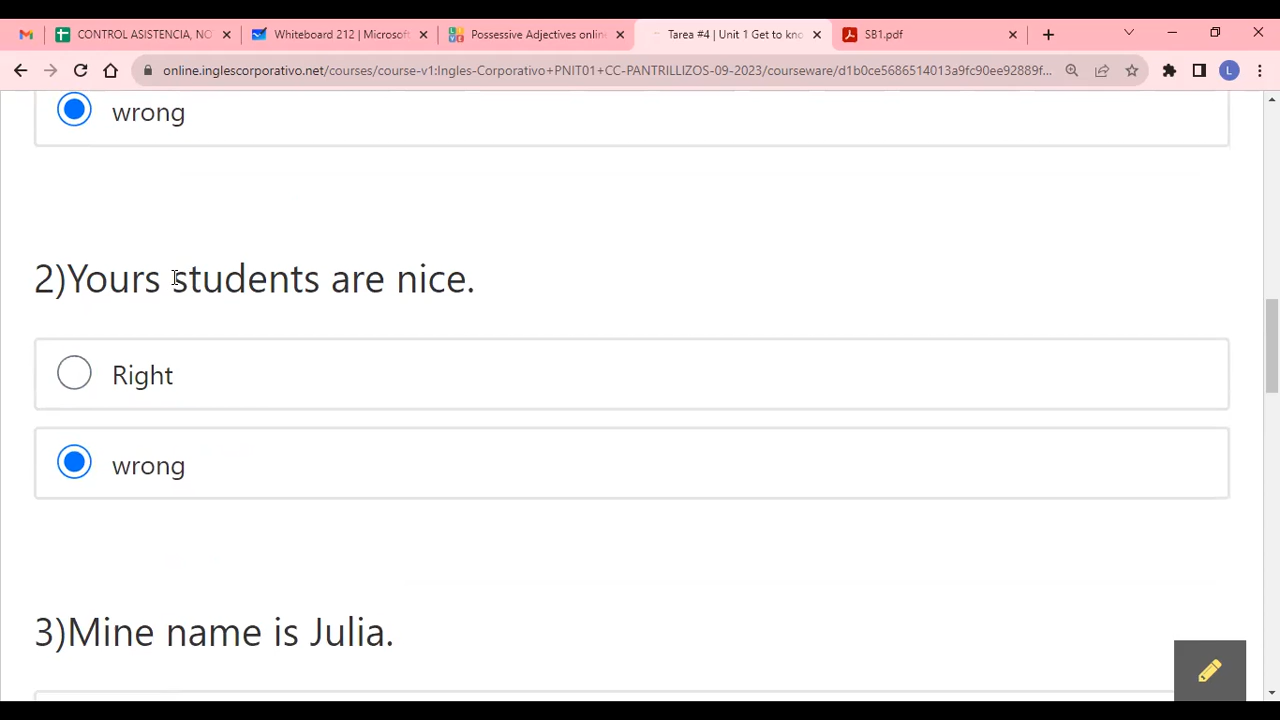 CONTROL ASISTENCIA, NO
Whiteboard 212 | Microsoft
Possessive Adjectives onlin
Tarea #4 | Unit 1 Get to kno
SB1.pdf
online.inglescorporativo.net/courses/course-v1:Ingles-Corporativo+PNIT01+CC-PANTRILLIZOS-09-2023/courseware/d1b0ce5686514013a9fc90ee92889f...
L
wrong
2)Yours students are nice.
Right
wrong
3)Mine name is Julia.